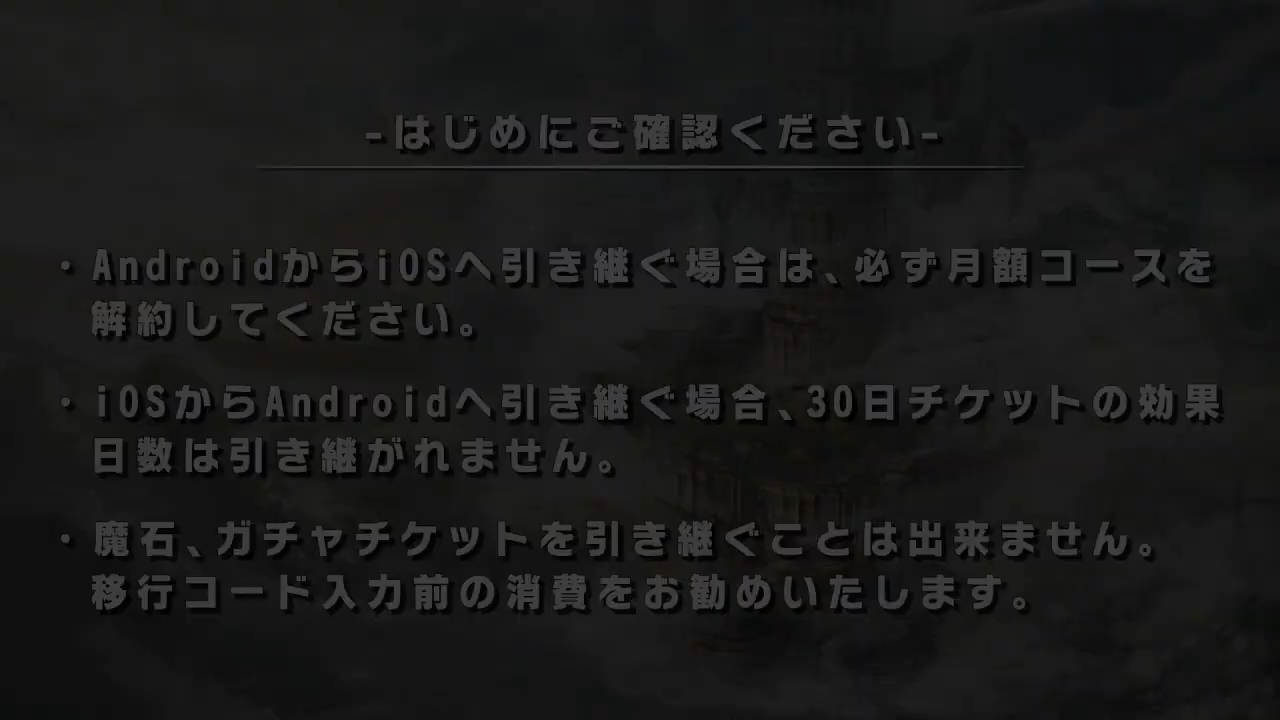 -はじめにご確認ください-
・AndroidからiOSへ引き継ぐ場合は、必ず月額コースを
解約してください。
・iOSからAndroidへ引き継ぐ場合、30日チケットの効果
日数は引き継がれません。
・魔石、ガチャチケットを引き継ぐことは出来ません。
移行コード入力前の消費をお勧めいたします。